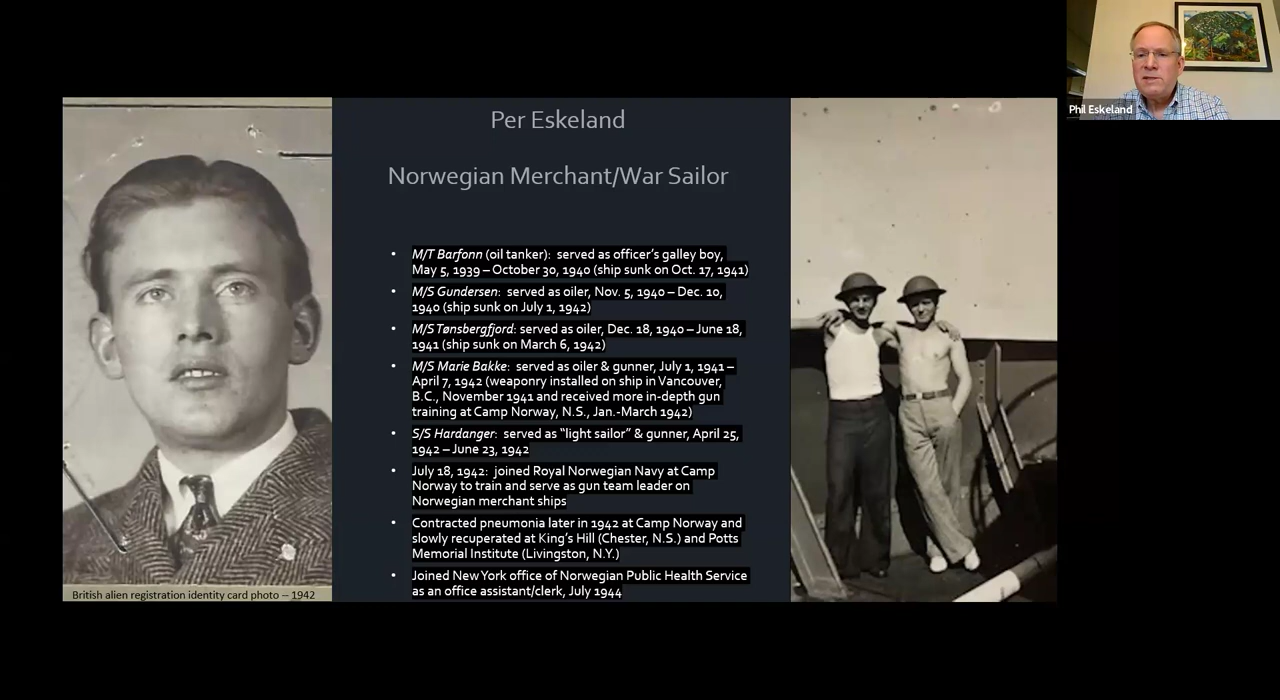 Phil Eskeland
Per Eskeland
Norwegian Merchant/War Sailor
• M/T Barfonn (oil tanker): served as officer's galley boy,
May 5, 1939 – October 30, 1940 (ship sunk on Oct. 17, 1941)
• M/S Gundersen: served as oiler, Nov. 5, 1940 – Dec. 10,
1940 (ship sunk on July 1, 1942)
• M/S Tønsbergfjord: served as oiler, Dec. 18, 1940 – June 18,
1941 (ship sunk on March 6, 1942)
• M/S Marie Bakke: served as oiler & gunner, July 1, 1941 –
April 7, 1942 (weaponry installed on ship in Vancouver,
B.C., November 1941 and received more in-depth gun
training at Camp Norway, N.S., Jan.-March 1942)
• S/S Hardanger: served as “light sailor” & gunner, April 25,
1942 – June 23, 1942
• July 18, 1942: joined Royal Norwegian Navy at Camp
Norway to train and serve as gun team leader on
Norwegian merchant ships
• Contracted pneumonia later in 1942 at Camp Norway and
slowly recuperated at King's Hill (Chester, N.S.) and Potts
Memorial Institute (Livingston, N.Y.)
• Joined New York office of Norwegian Public Health Service
as an office assistant/clerk, July 1944
British alien registration identity card photo -- 1942